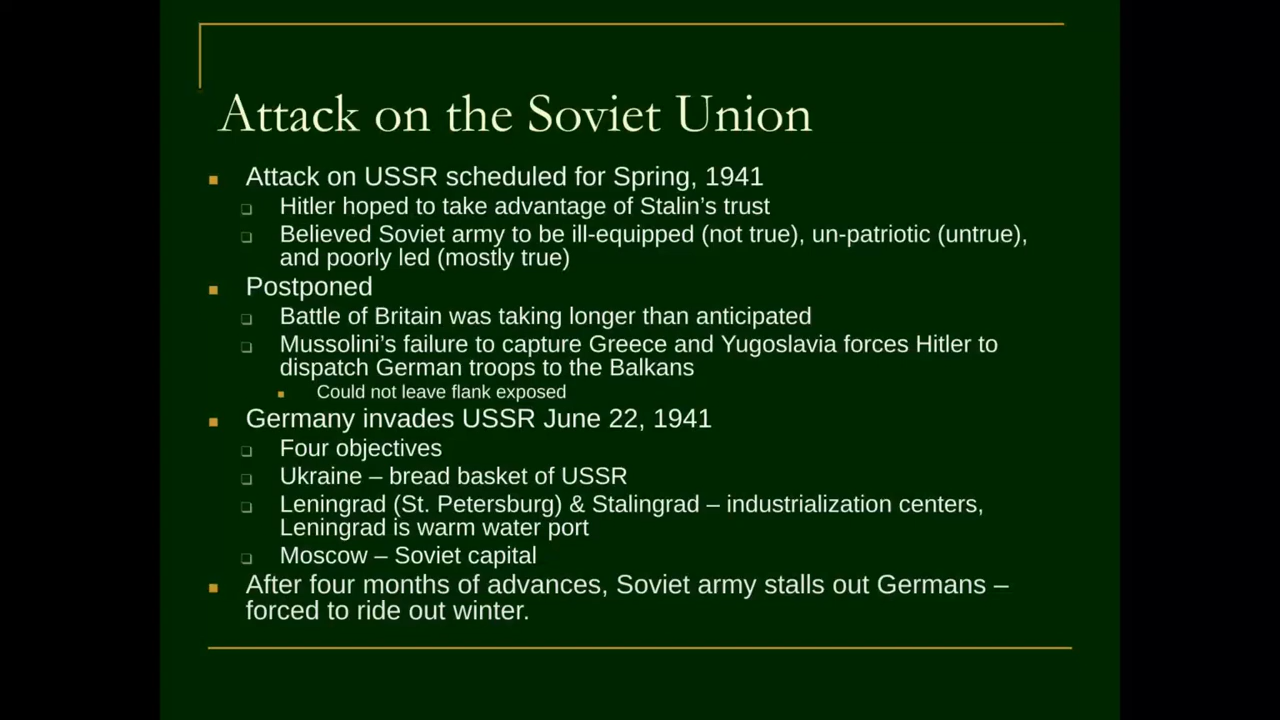 Attack on the Soviet Union
Attack on USSR scheduled for Spring, 1941
Hitler hoped to take advantage of Stalin’s trust
Believed Soviet army to be ill-equipped (not true), un-patriotic (untrue),
and poorly led (mostly true)
Postponed
Battle of Britain was taking longer than anticipated
Mussolini’s failure to capture Greece and Yugoslavia forces Hitler to
dispatch German troops to the Balkans
Could not leave flank exposed
Germany invades USSR June 22, 1941
Four objectives
Ukraine – bread basket of USSR
Leningrad (St. Petersburg) & Stalingrad – industrialization centers,
Leningrad is warm water port
Moscow – Soviet capital
After four months of advances, Soviet army stalls out Germans –
forced to ride out winter.